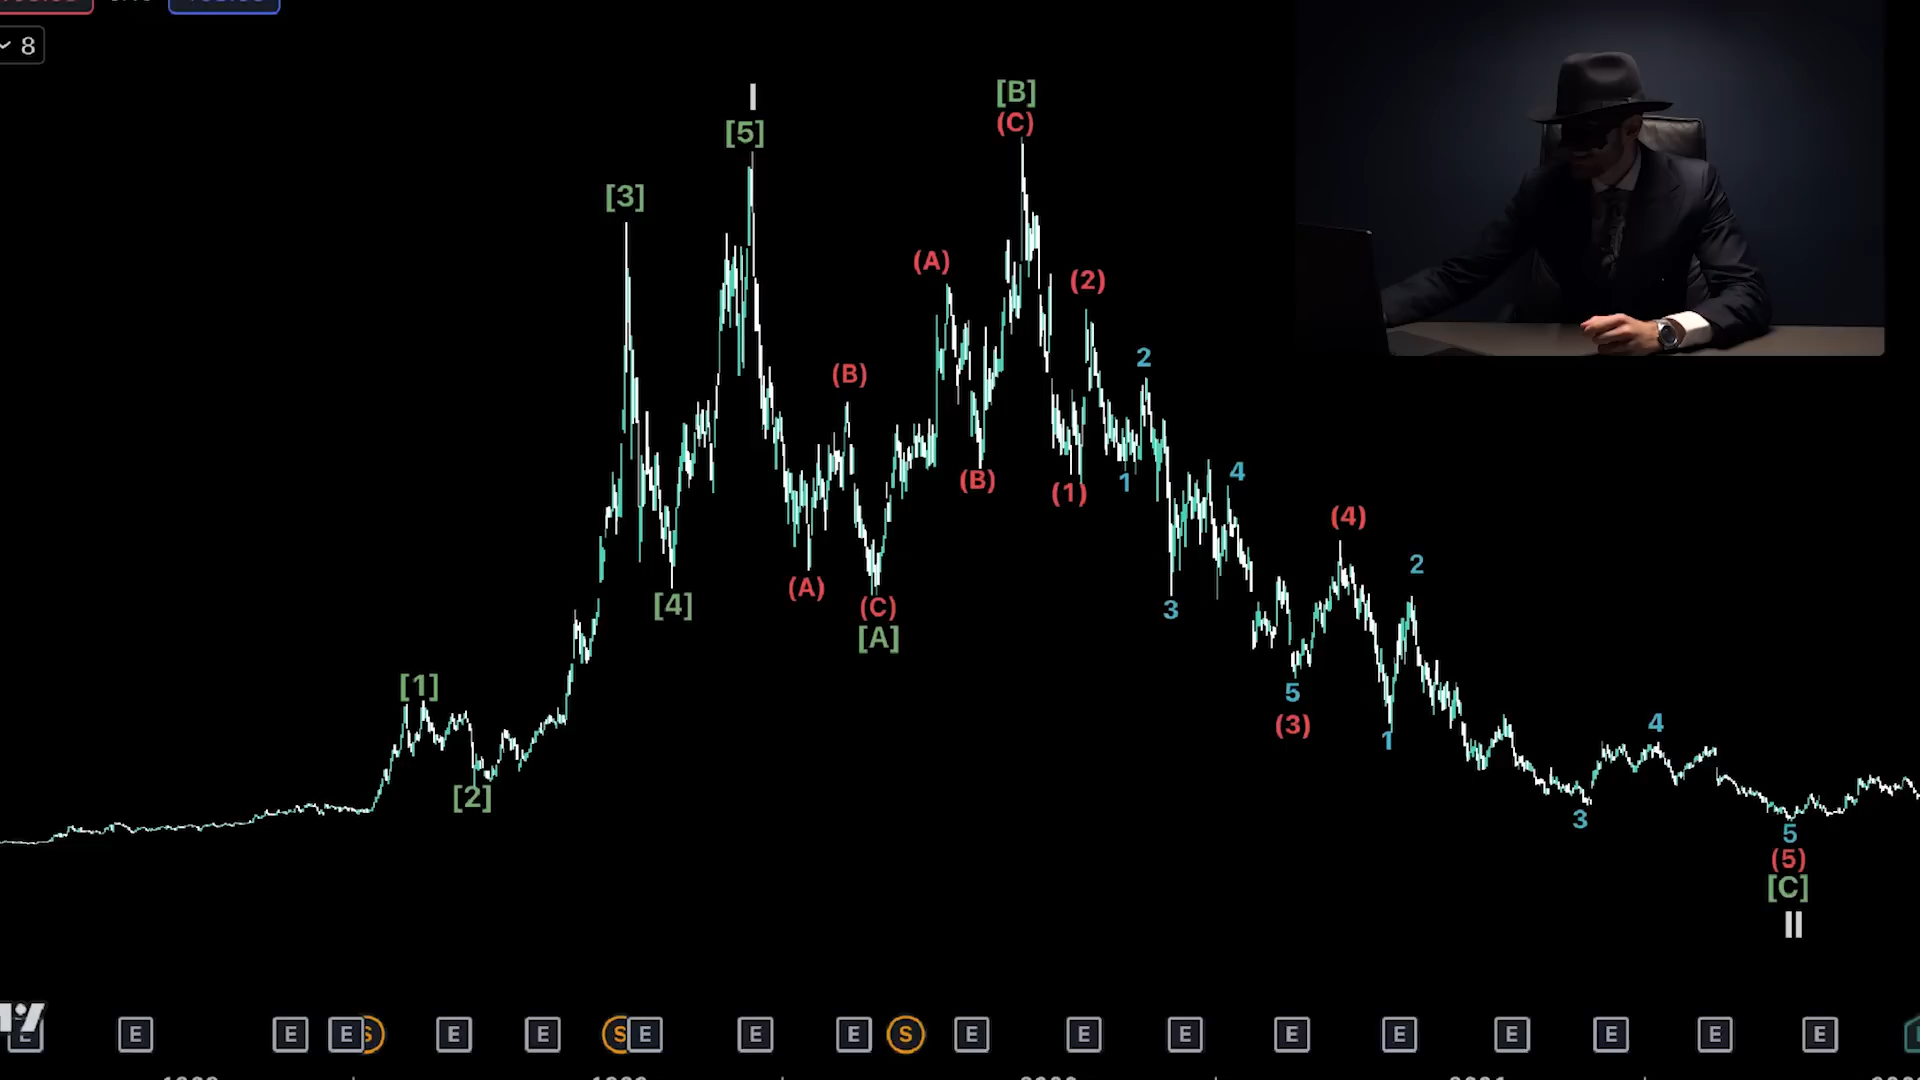 8
I
[B]
(C)
[5]
[3]
(A)
(2)
2
(B)
4
(B)
1
(1)
(4)
2
(A)
[4]
(C)
[A]
3
[1]
5
(3)
4
1
[2]
3
5
(5)
[C]
II
E E E S E E S E E E S E E E E E E E E E